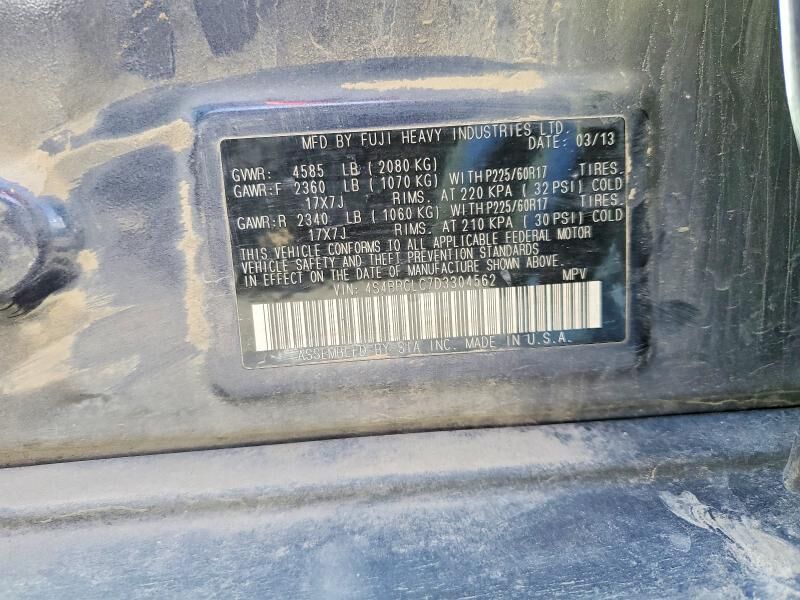 MFD BY FUJI HEAVY INDUSTRIES LTD.
DATE: 03/13
GVWR: 4585 LB (2080 KG)
GAWR:F 2360 LB (1070 KG) WITH P225/60R17 TIRES.
17X7J RIMS. AT 220 KPA (32 PSI) COLD
GAWR:R 2340 LB (1060 KG) WITH P225/60R17 TIRES.
17X7J RIMS. AT 210 KPA (30 PSI) COLD
THIS VEHICLE CONFORMS TO ALL APPLICABLE FEDERAL MOTOR
VEHICLE SAFETY AND THEFT PREVENTION STANDARDS
IN EFFECT ON THE DATE OF MANUFACTURE SHOWN ABOVE.
VIN: 4S4BRCLC7D3304562 MPV
ASSEMBLED BY SIA INC. MADE IN U.S.A.